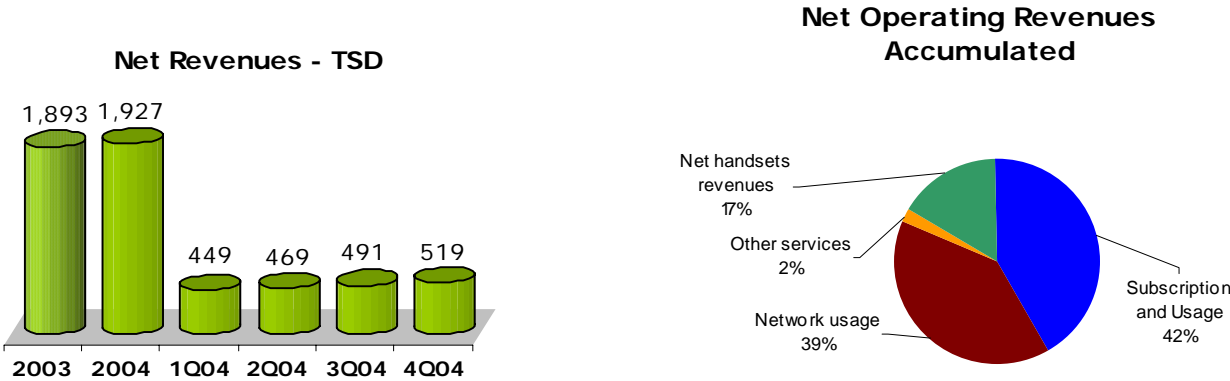 Net Revenues - TSD
1,893 1,927
449 469 491 519
2003 2004 1Q04 2Q04 3Q04 4Q04
Net Operating Revenues
Accumulated
Net handsets
revenues
17%
Other services
2%
Network usage
39%
Subscription
and Usage
42%